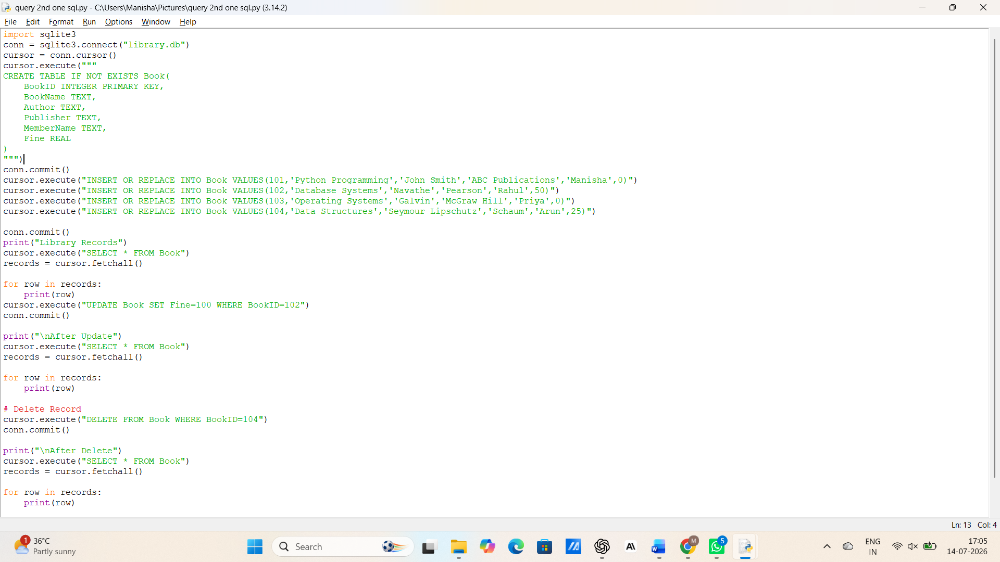 query 2nd one sql.py - C:\Users\Manisha\Pictures\query 2nd one sql.py (3.14.2)
File Edit Format Run Options Window Help
import sqlite3
conn = sqlite3.connect("library.db")
cursor = conn.cursor()
cursor.execute("""
CREATE TABLE IF NOT EXISTS Book(
    BookID INTEGER PRIMARY KEY,
    BookName TEXT,
    Author TEXT,
    Publisher TEXT,
    MemberName TEXT,
    Fine REAL
)
""")
conn.commit()
cursor.execute("INSERT OR REPLACE INTO Book VALUES(101,'Python Programming','John Smith','ABC Publications','Manisha',0)")
cursor.execute("INSERT OR REPLACE INTO Book VALUES(102,'Database Systems','Navathe','Pearson','Rahul',50)")
cursor.execute("INSERT OR REPLACE INTO Book VALUES(103,'Operating Systems','Galvin','McGraw Hill','Priya',0)")
cursor.execute("INSERT OR REPLACE INTO Book VALUES(104,'Data Structures','Seymour Lipschutz','Schaum','Arun',25)")
conn.commit()
print("Library Records")
cursor.execute("SELECT * FROM Book")
records = cursor.fetchall()
for row in records:
    print(row)
cursor.execute("UPDATE Book SET Fine=100 WHERE BookID=102")
conn.commit()
print("\nAfter Update")
cursor.execute("SELECT * FROM Book")
records = cursor.fetchall()
for row in records:
    print(row)
# Delete Record
cursor.execute("DELETE FROM Book WHERE BookID=104")
conn.commit()
print("\nAfter Delete")
cursor.execute("SELECT * FROM Book")
records = cursor.fetchall()
for row in records:
    print(row)
Ln: 13 Col: 4
1
36°C
Partly sunny
Search
W
M
5
ENG
IN
17:05
14-07-2026